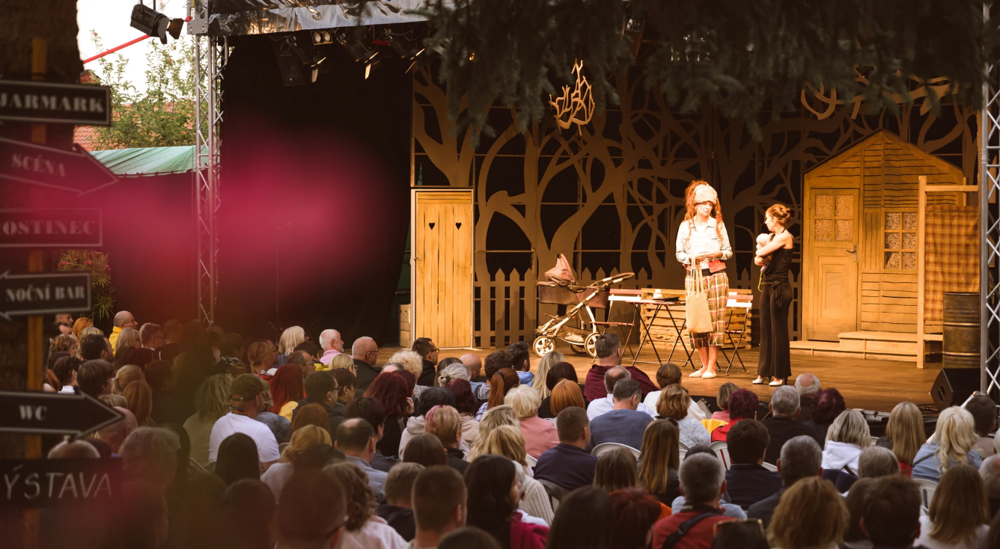 JARMARK
SCÉNA
OSTINEC
NOČNÍ BAR
WC
ÝSTAVA